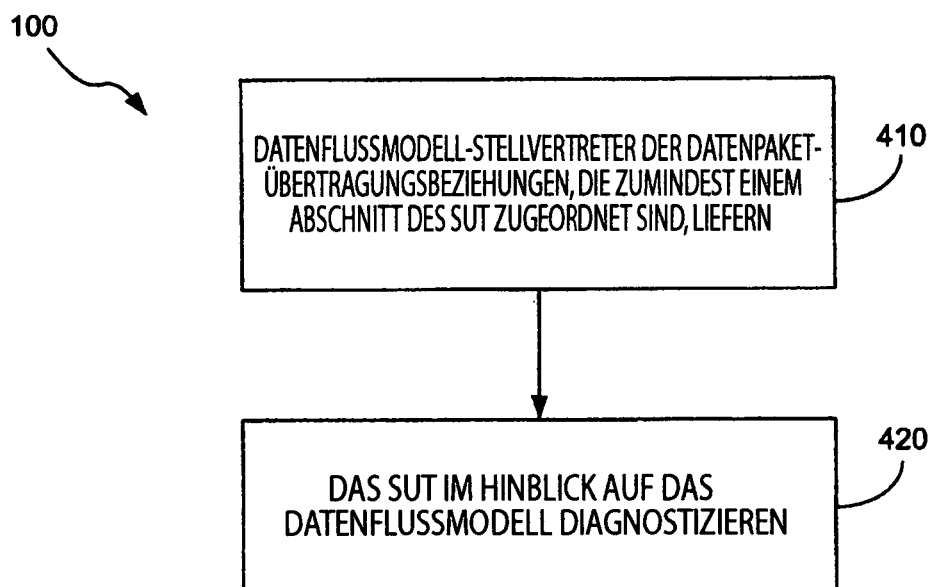 100
DATENFLUSSMODELL-STELLVERTRETER DER DATENPAKET-
ÜBERTRAGUNGSBEZIEHUNGEN, DIE ZUMINDEST EINEM
ABSCHNITT DES SUT ZUGEORDNET SIND, LIEFERN
410
DAS SUT IM HINBLICK AUF DAS
DATENFLUSSMODELL DIAGNOSTIZIEREN
420